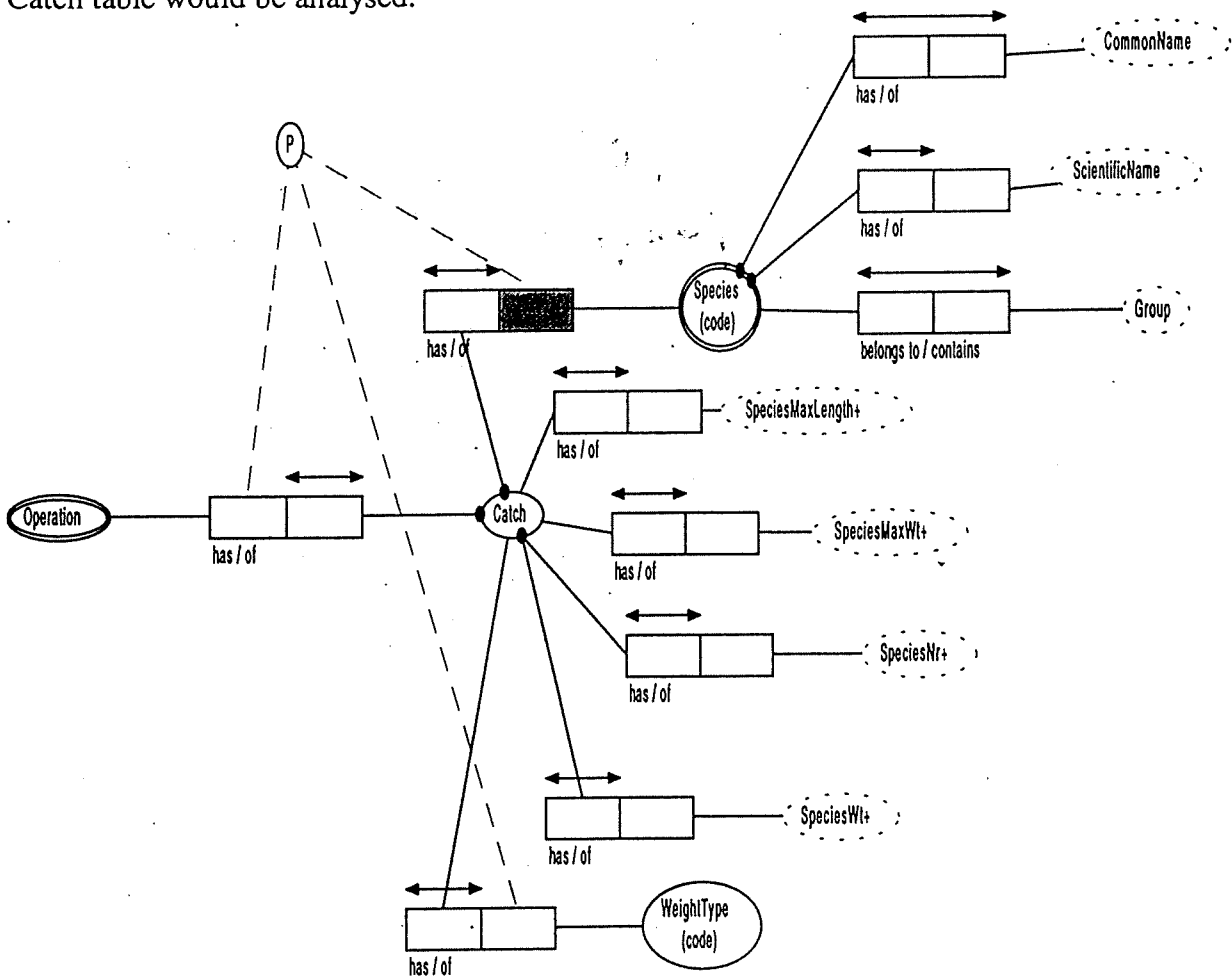 Catch table would be analysed.
CommonName
has / of
P
ScientificName
has / of
Species
(code)
Group
has / of
belongs to / contains
SpeciesMaxLength+
has / of
Operation
Catch
SpeciesMaxWt+
has / of
has / of
SpeciesNr+
has / of
SpeciesWt+
has / of
WeightType
(code)
has / of